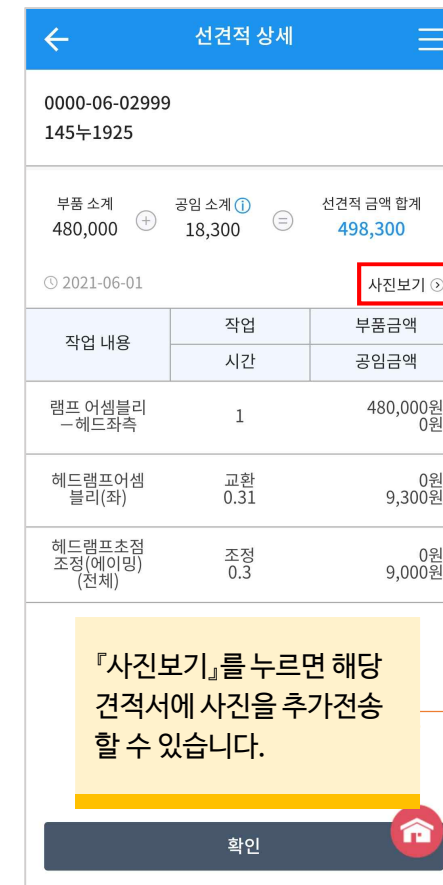 선견적 상세
0000-06-02999
145누1925
부품 소계 공임 소계 선견적 금액 합계
480,000 + 18,300 = 498,300
2021-06-01 사진보기
작업 내용 작업 부품금액
시간 공임금액
램프 어셈블리 480,000원
－헤드좌측 1 0원
헤드램프어셈 교환 0원
블리(좌) 0.31 9,300원
헤드램프초점 조정 0원
조정(에이밍) 0.3 9,000원
(전체)
『사진보기』를 누르면 해당
견적서에 사진을 추가전송
할 수 있습니다.
확인